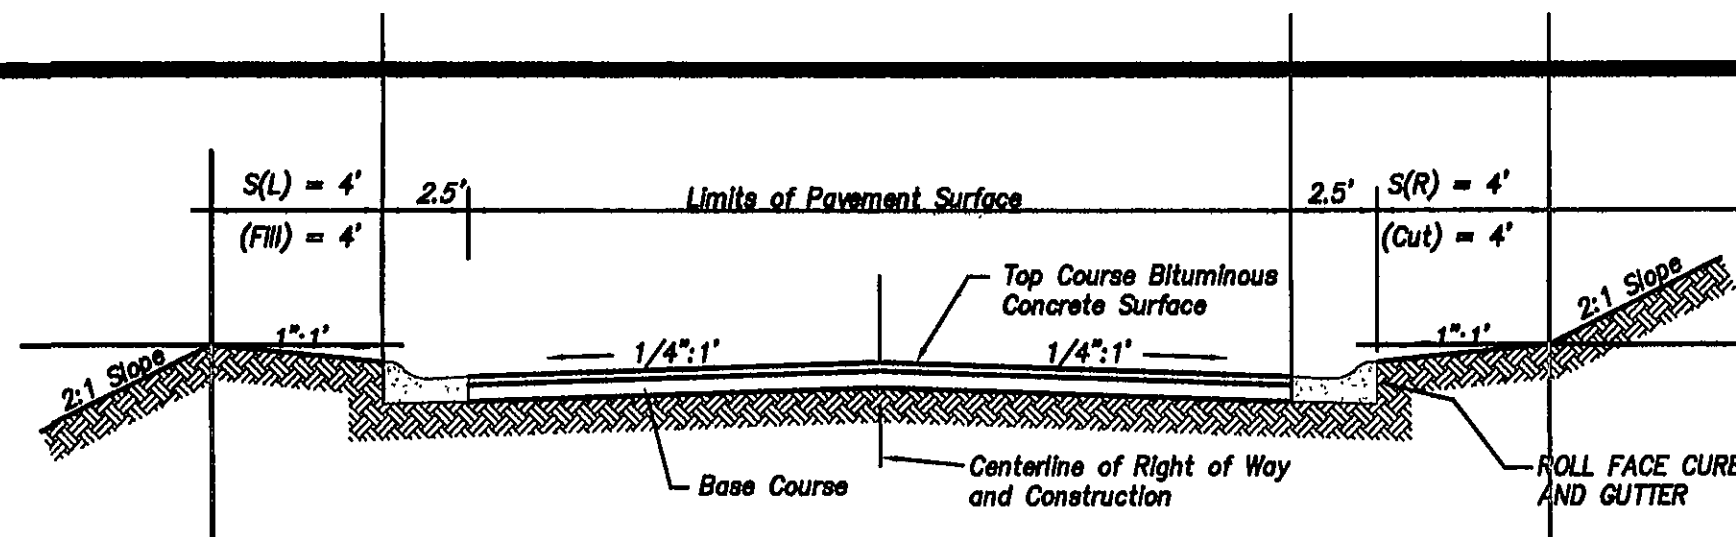 S(L) = 4'
2.5'
Limits of Pavement Surface
2.5'
S(R) = 4'
(Fill) = 4'
(Cut) = 4'
Top Course Bituminous
Concrete Surface
2:1 Slope
1":1'
1/4":1'
1/4":1'
1":1'
2:1 Slope
Base Course
Centerline of Right of Way
and Construction
ROLL FACE CURB
AND GUTTER